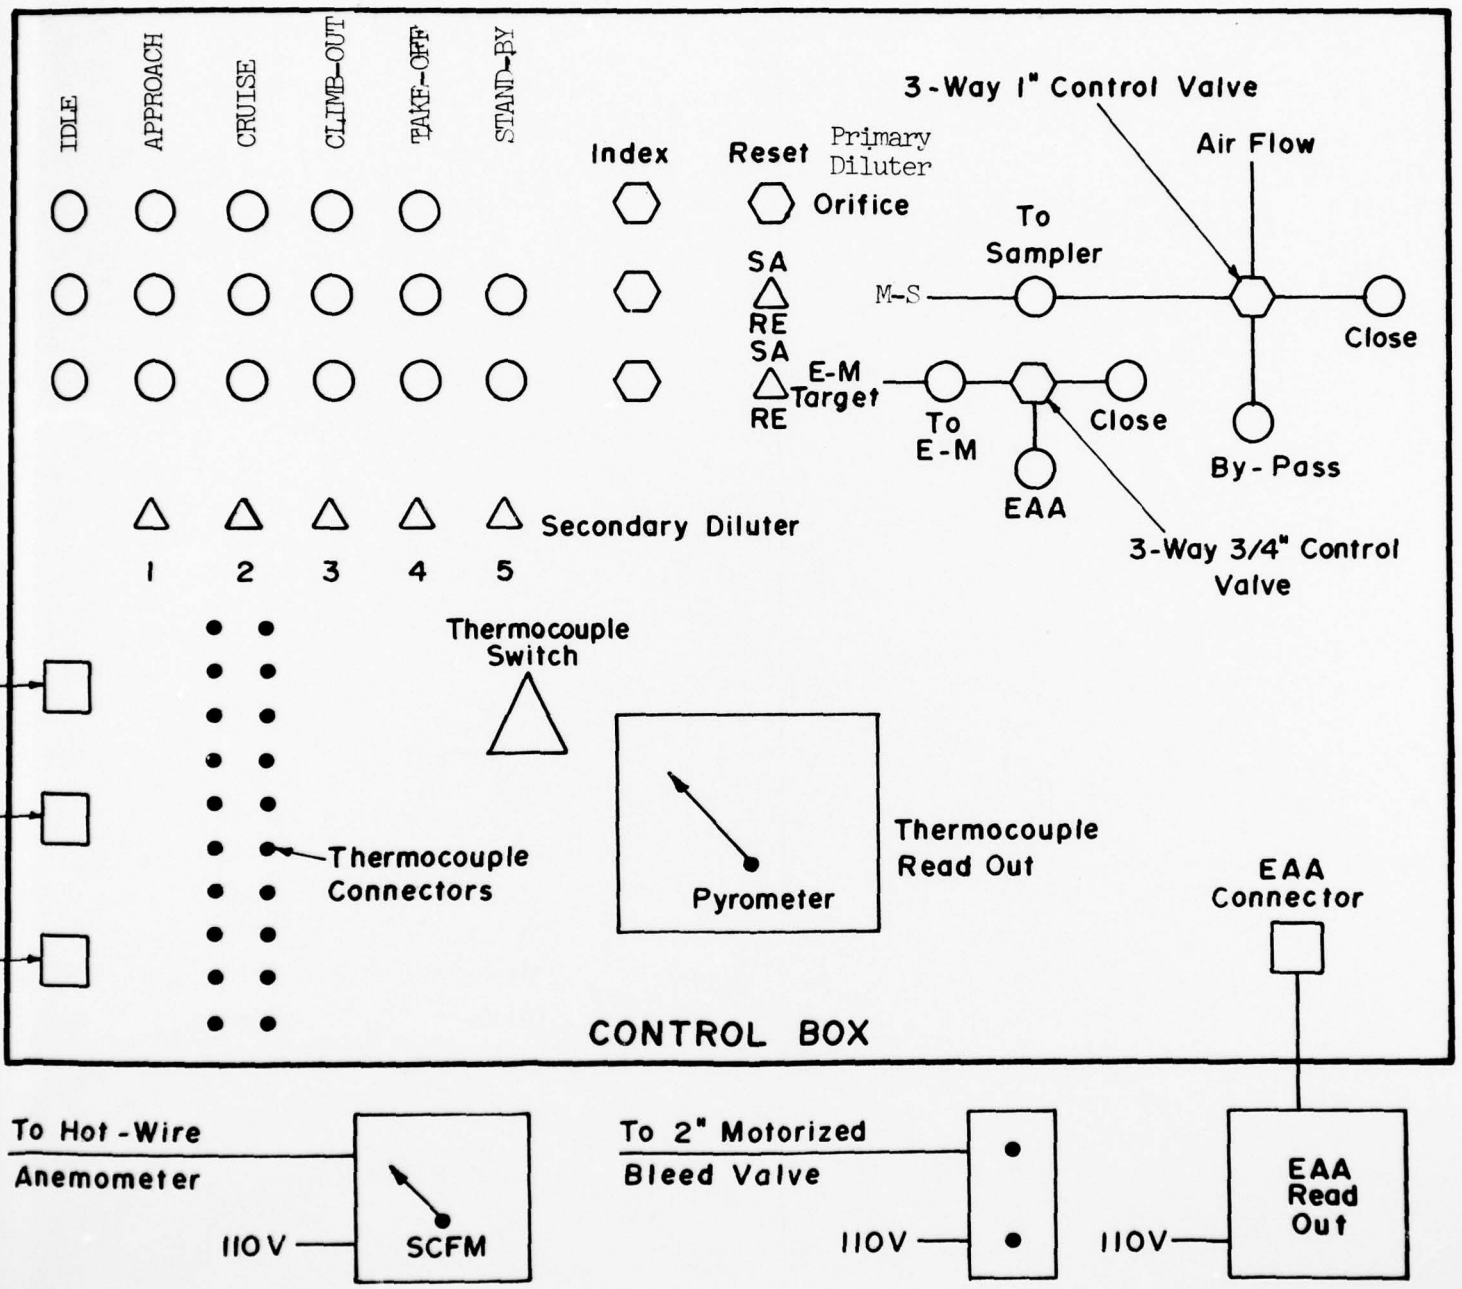 IDLE
APPROACH
CRUISE
CLIMB-OUT
TAKE-OFF
STAND-BY
Index
Reset
Primary
Diluter
Orifice
3-Way 1" Control Valve
Air Flow
To
Sampler
SA
M-S
RE
Close
SA
E-M
Target
RE
To
E-M
Close
By-Pass
EAA
Secondary Diluter
3-Way 3/4" Control
Valve
1 2 3 4 5
Thermocouple
Switch
Thermocouple
Connectors
Pyrometer
Thermocouple
Read Out
EAA
Connector
CONTROL BOX
To Hot-Wire
Anemometer
110V
SCFM
To 2" Motorized
Bleed Valve
110V
110V
EAA
Read
Out